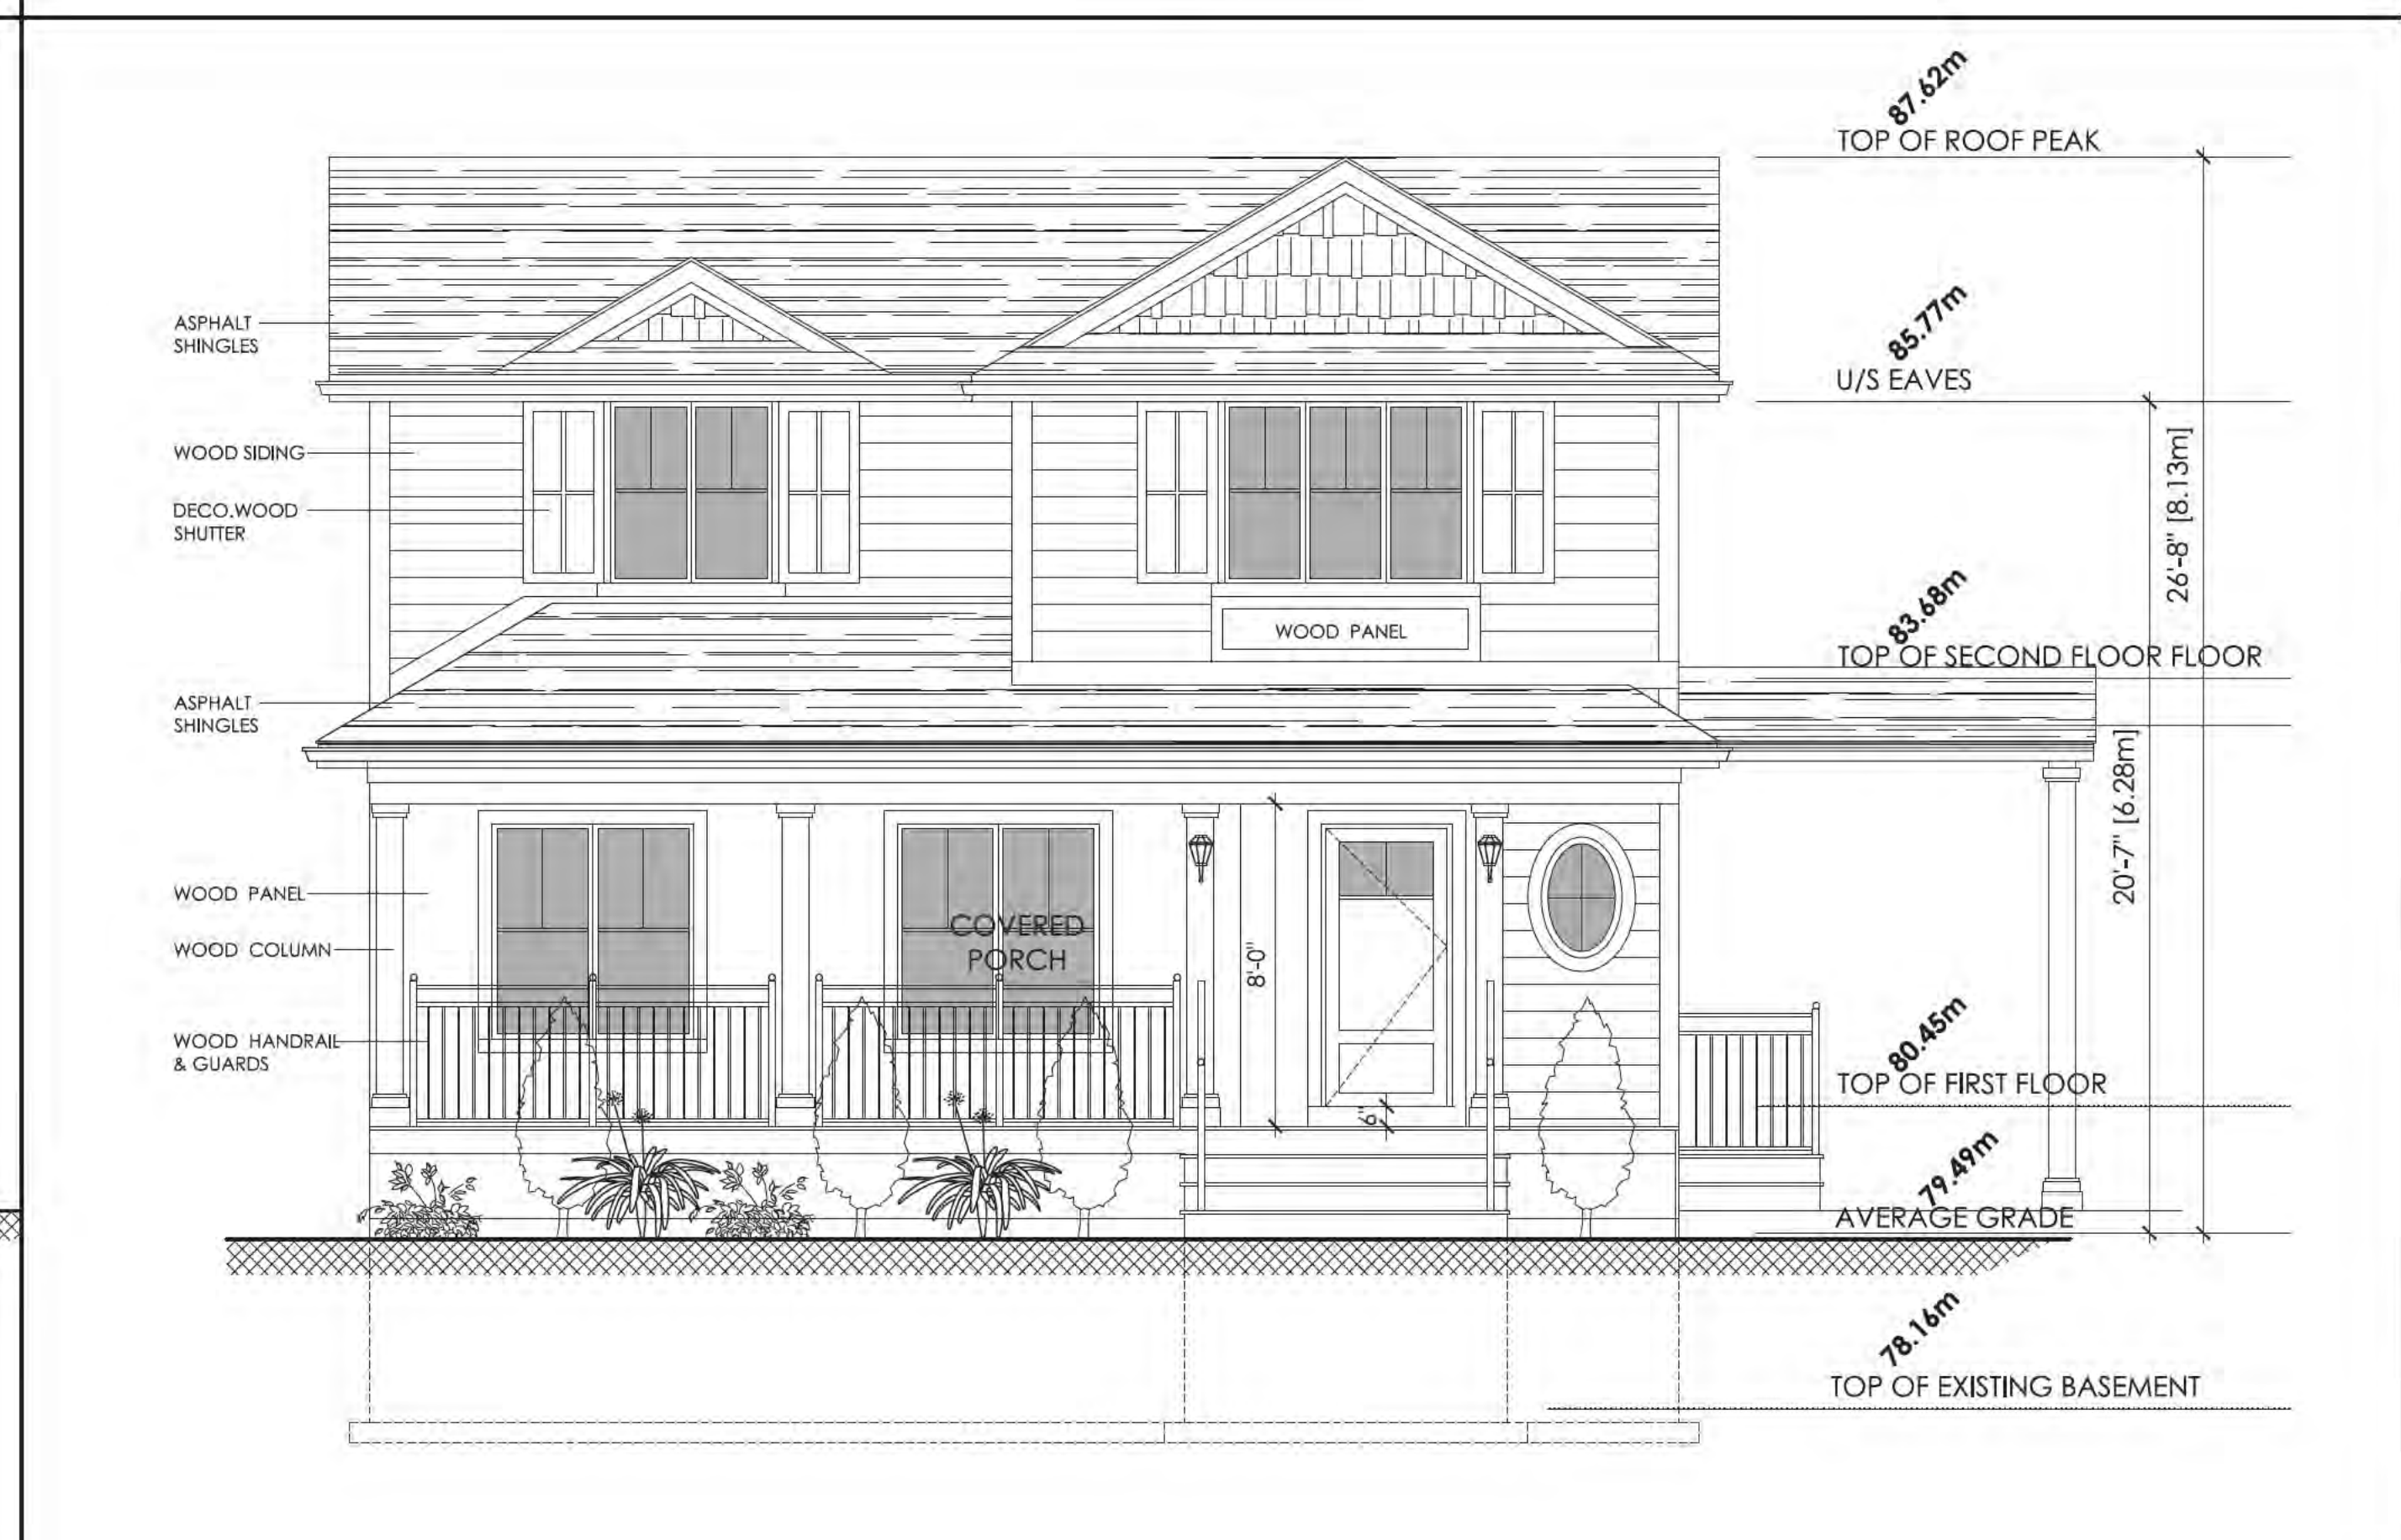 87.62m
TOP OF ROOF PEAK
ASPHALT
SHINGLES
85.77m
U/S EAVES
WOOD SIDING
DECO.WOOD
SHUTTER
26'-8" [8.13m]
WOOD PANEL
83.68m
TOP OF SECOND FLOOR FLOOR
ASPHALT
SHINGLES
20'-7" [6.28m]
WOOD PANEL
WOOD COLUMN
COVERED
PORCH
8'-0"
WOOD HANDRAIL
& GUARDS
6"
80.45m
TOP OF FIRST FLOOR
79.49m
AVERAGE GRADE
78.16m
TOP OF EXISTING BASEMENT